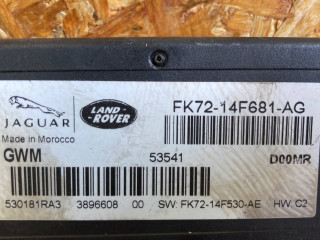 JAGUAR
LAND ROVER
FK72-14F681-AG
Made in Morocco
GWM 53541 D00MR
530181RA3 3896608 00 SW: FK72-14F530-AE HW: C2